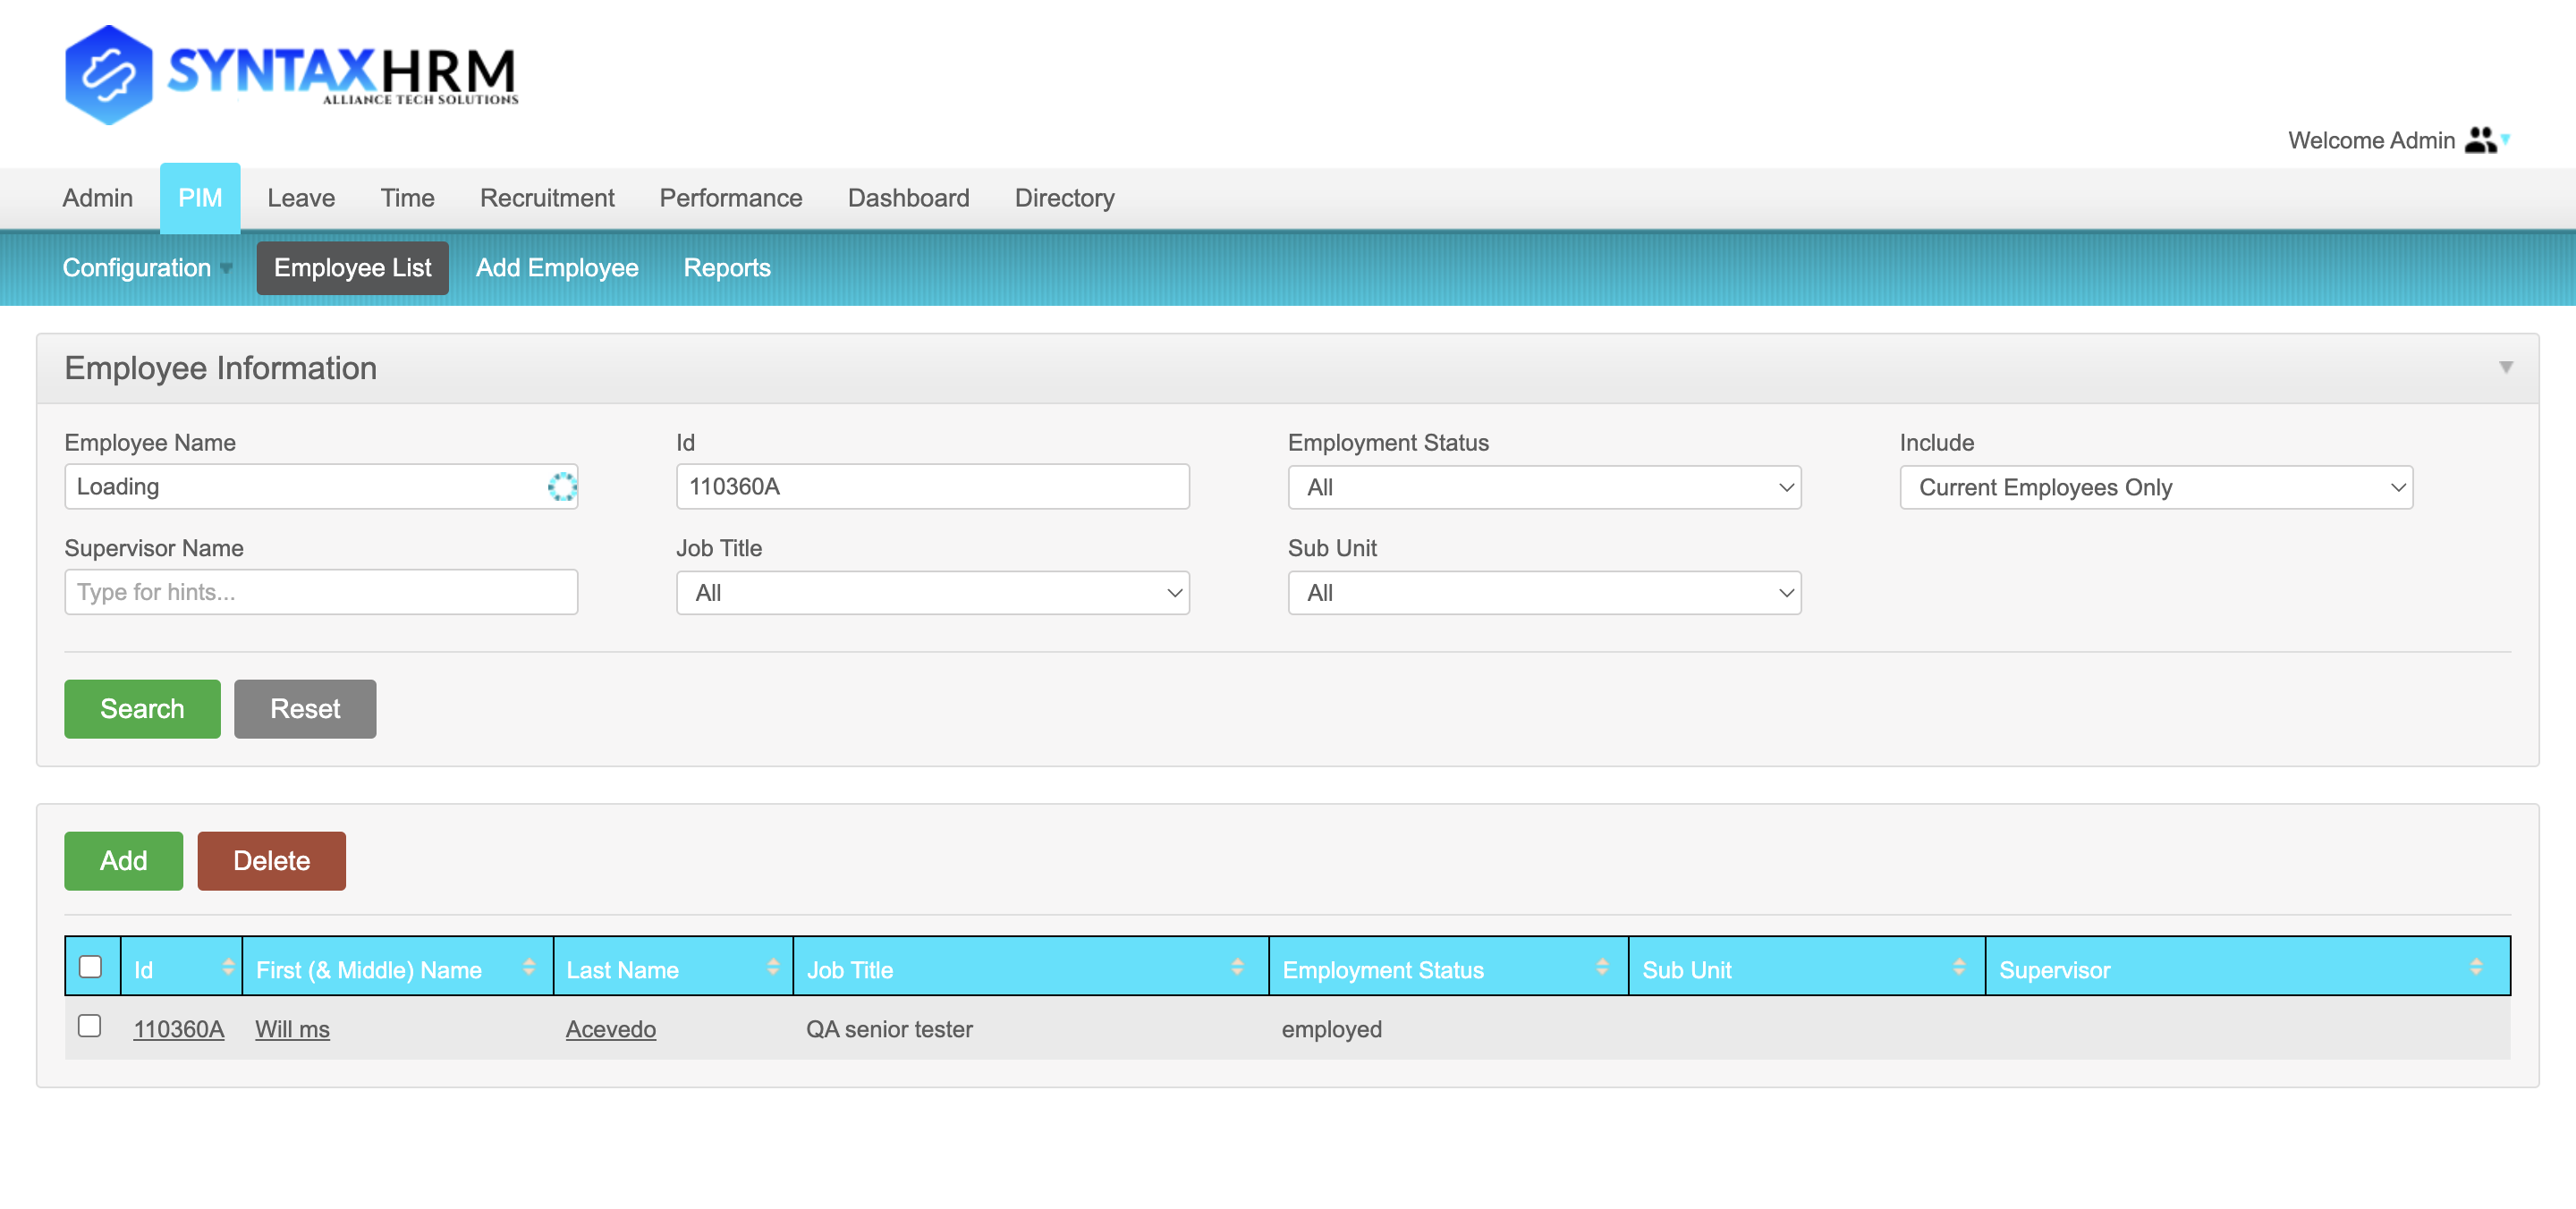 SYNTAXHRM
ALLIANCE TECH SOLUTIONS
Welcome Admin
Admin PIM Leave Time Recruitment Performance Dashboard Directory
Configuration Employee List Add Employee Reports
Employee Information
Employee Name Id Employment Status Include
Loading 110360A All Current Employees Only
Supervisor Name Job Title Sub Unit
Type for hints... All All
Search Reset
Add Delete
Id First (& Middle) Name Last Name Job Title Employment Status Sub Unit Supervisor
110360A Will ms Acevedo QA senior tester employed